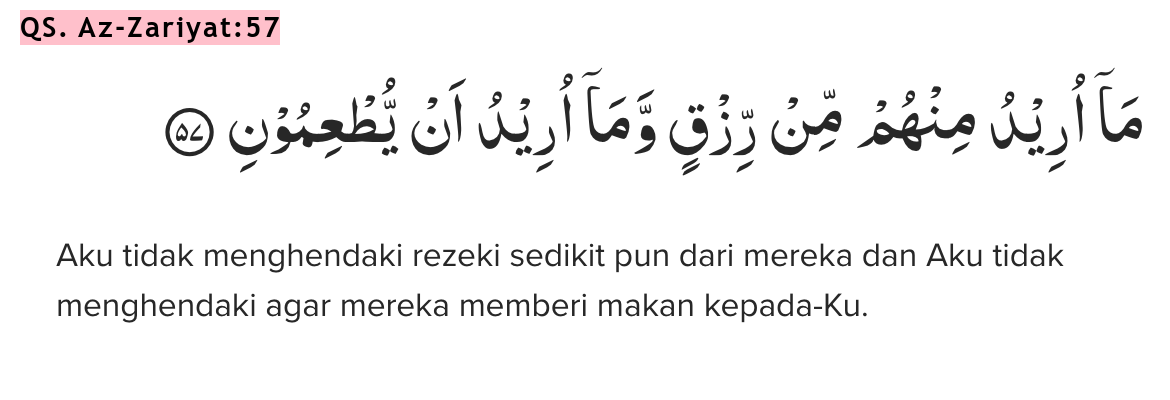 QS. Az-Zariyat:57
مَآ اُرِيْدُ مِنْهُمْ مِّنْ رِّزْقٍ وَّمَآ اُرِيْدُ اَنْ يُّطْعِمُوْنِ ۝٥٧
Aku tidak menghendaki rezeki sedikit pun dari mereka dan Aku tidak
menghendaki agar mereka memberi makan kepada-Ku.